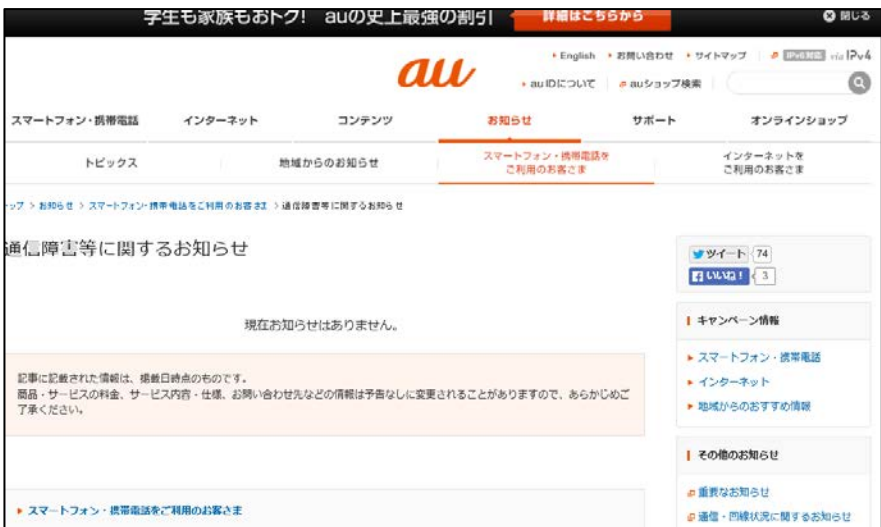 学生も家族もおトク! auの史上最強の割引
詳細はこちらから
閉じる
au
English お問い合わせ サイトマップ IPv6対応 via IPv4
au IDについて auショップ検索
スマートフォン・携帯電話 インターネット コンテンツ お知らせ サポート オンラインショップ
トピックス 地域からのお知らせ スマートフォン・携帯電話を インターネットを
ご利用のお客さま ご利用のお客さま
ップ > お知らせ > スマートフォン・携帯電話をご利用のお客さま > 通信障害等に関するお知らせ
通信障害等に関するお知らせ
ツイート 74
いいね! 3
現在お知らせはありません。
キャンペーン情報
スマートフォン・携帯電話
インターネット
地域からのおすすめ情報
記事に記載された情報は、掲載日時点のものです。
商品・サービスの料金、サービス内容・仕様、お問い合わせ先などの情報は予告なしに変更されることがありますので、あらかじめご
了承ください。
その他のお知らせ
重要なお知らせ
通信・回線状況に関するお知らせ
スマートフォン・携帯電話をご利用のお客さま